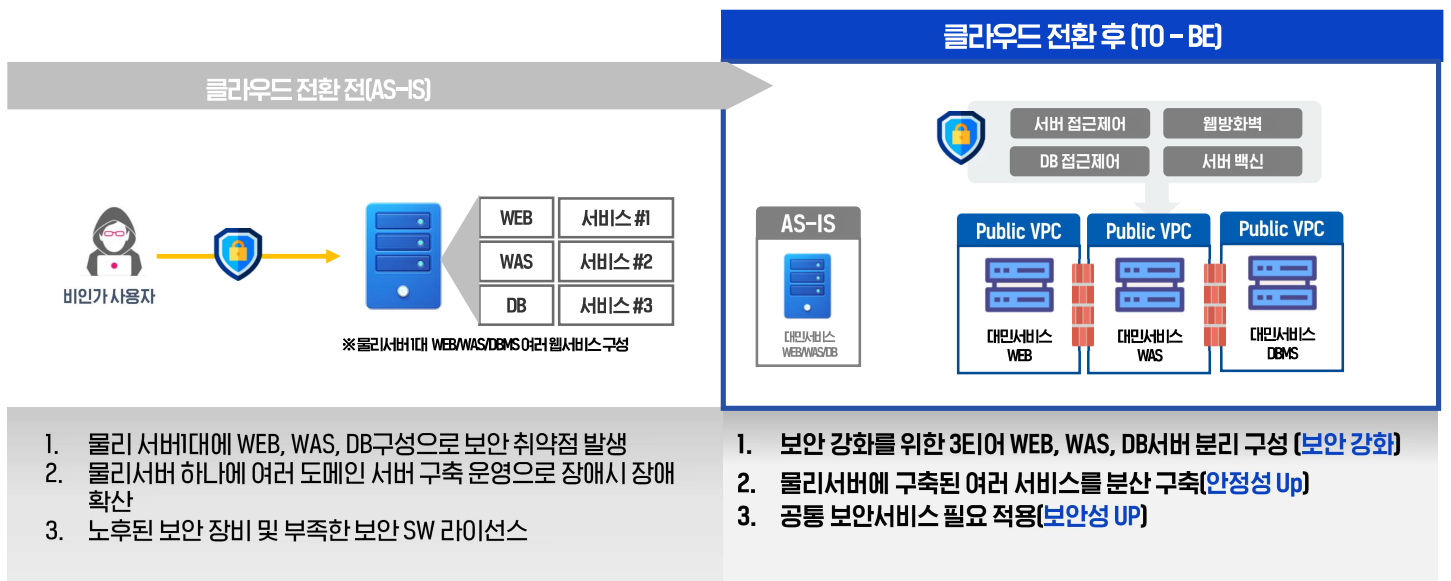 클라우드 전환 전(AS-IS)
비인가 사용자
WEB 서비스 #1
WAS 서비스 #2
DB 서비스 #3
※ 물리서버1대 WEB/WAS/DBMS 여러 웹서비스 구성
1. 물리 서버1대에 WEB, WAS, DB구성으로 보안 취약점 발생
2. 물리서버 하나에 여러 도메인 서버 구축 운영으로 장애시 장애
확산
3. 노후된 보안 장비 및 부족한 보안 SW 라이선스
클라우드 전환 후 (TO - BE)
서버 접근제어 웹방화벽
DB 접근제어 서버 백신
AS-IS
대민서비스
WEB/WAS/DB
Public VPC
대민서비스
WEB
Public VPC
대민서비스
WAS
Public VPC
대민서비스
DBMS
1. 보안 강화를 위한 3티어 WEB, WAS, DB서버 분리 구성 (보안 강화)
2. 물리서버에 구축된 여러 서비스를 분산 구축(안정성 Up)
3. 공통 보안서비스 필요 적용(보안성 UP)